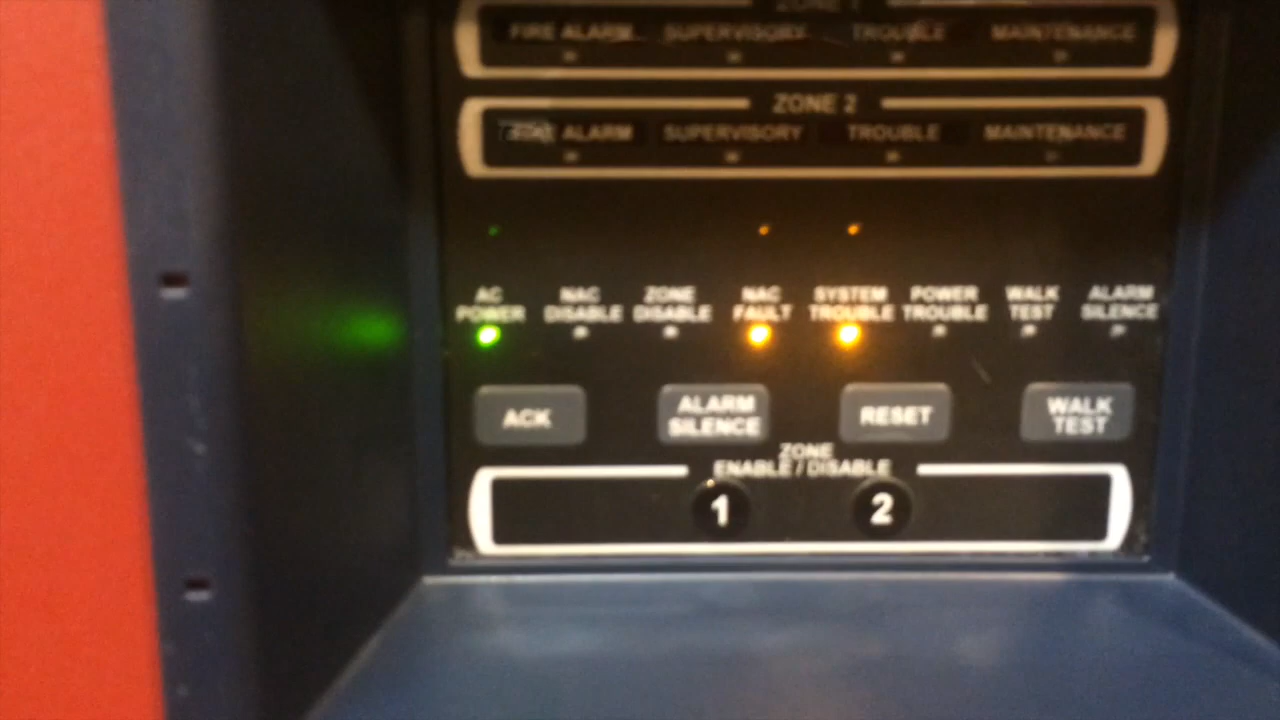 ZONE 1
FIRE ALARM SUPERVISORY TROUBLE MAINTENANCE
ZONE 2
ALARM SUPERVISORY TROUBLE MAINTENANCE
AC POWER
NAC DISABLE
ZONE DISABLE
NAC FAULT
SYSTEM TROUBLE
POWER TROUBLE
WALK TEST
ALARM SILENCE
ACK
ALARM
SILENCE
RESET
WALK
TEST
ZONE
ENABLE / DISABLE
1 2